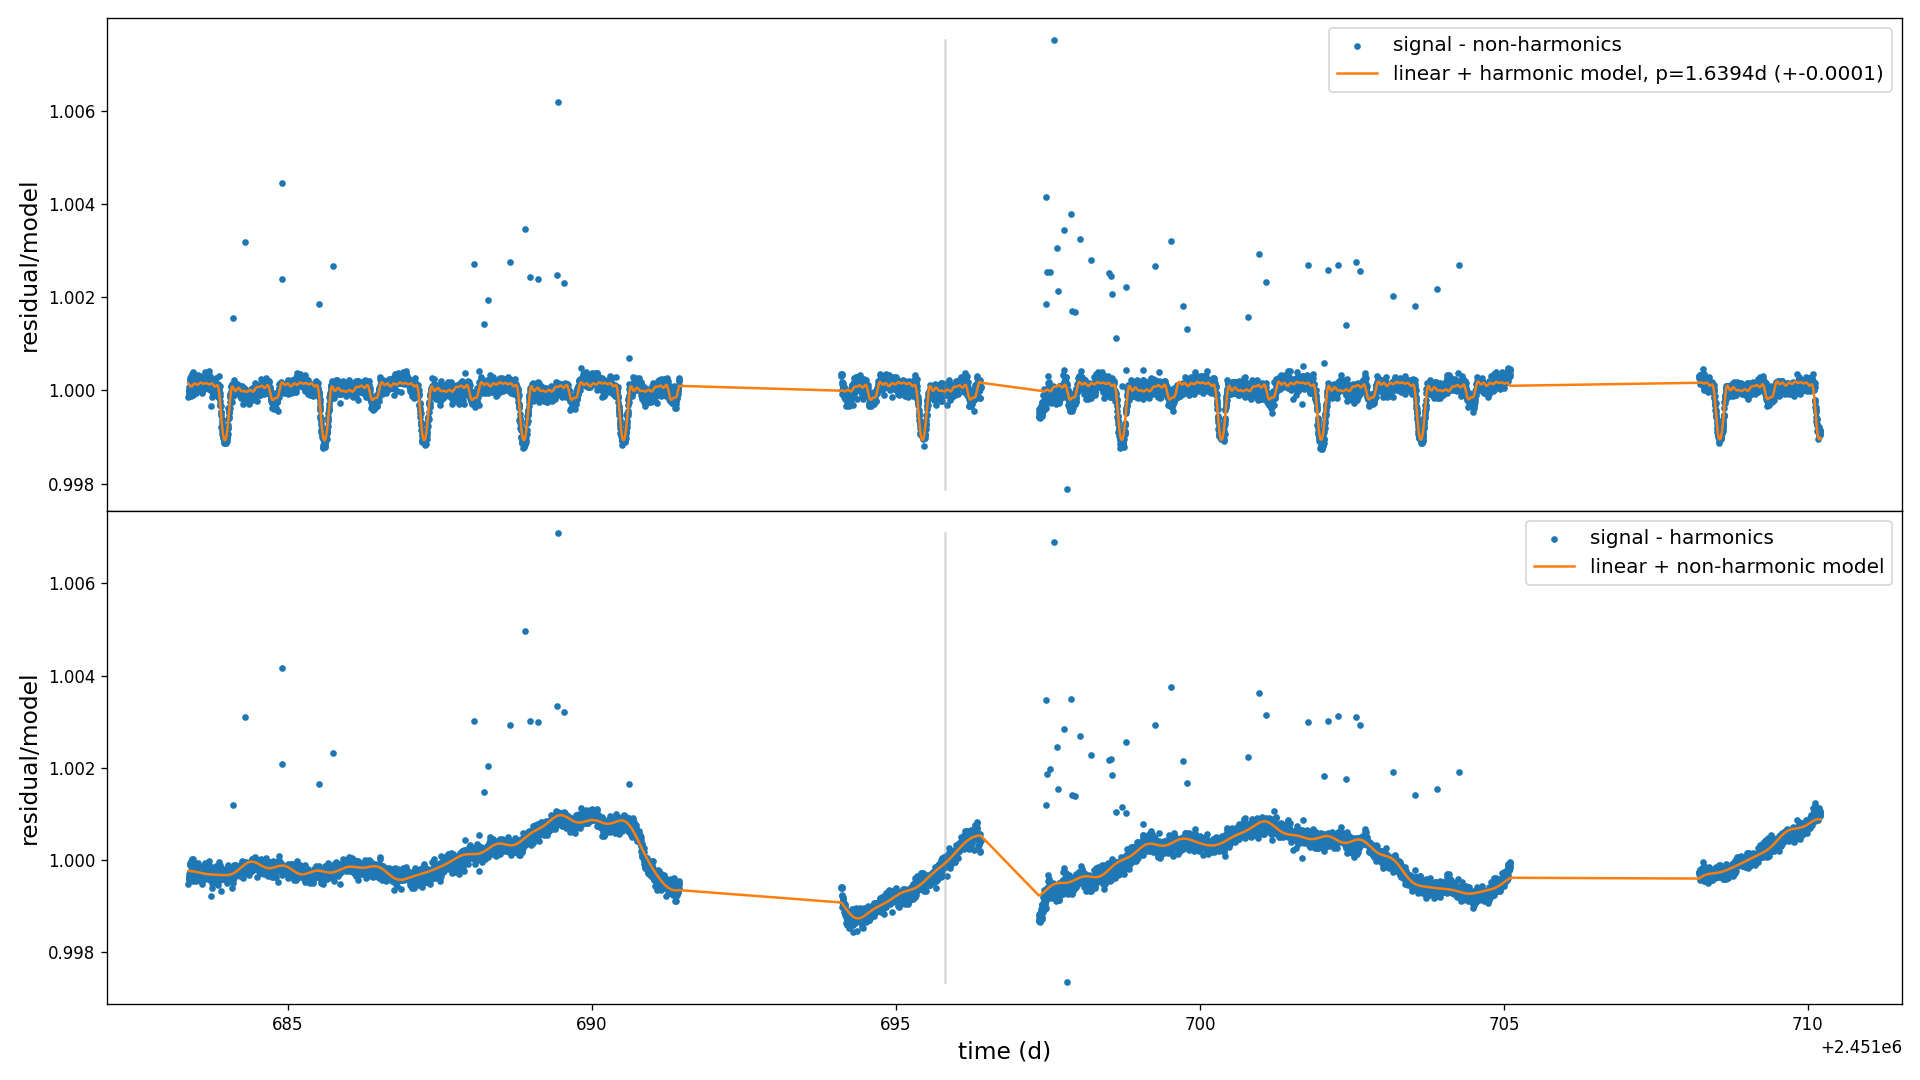 signal - non-harmonics
linear + harmonic model, p=1.6394d (+-0.0001)
residual/model
1.006
1.004
1.002
1.000
0.998
signal - harmonics
linear + non-harmonic model
residual/model
1.006
1.004
1.002
1.000
0.998
685 690 695 700 705 710
time (d)
+2.451e6